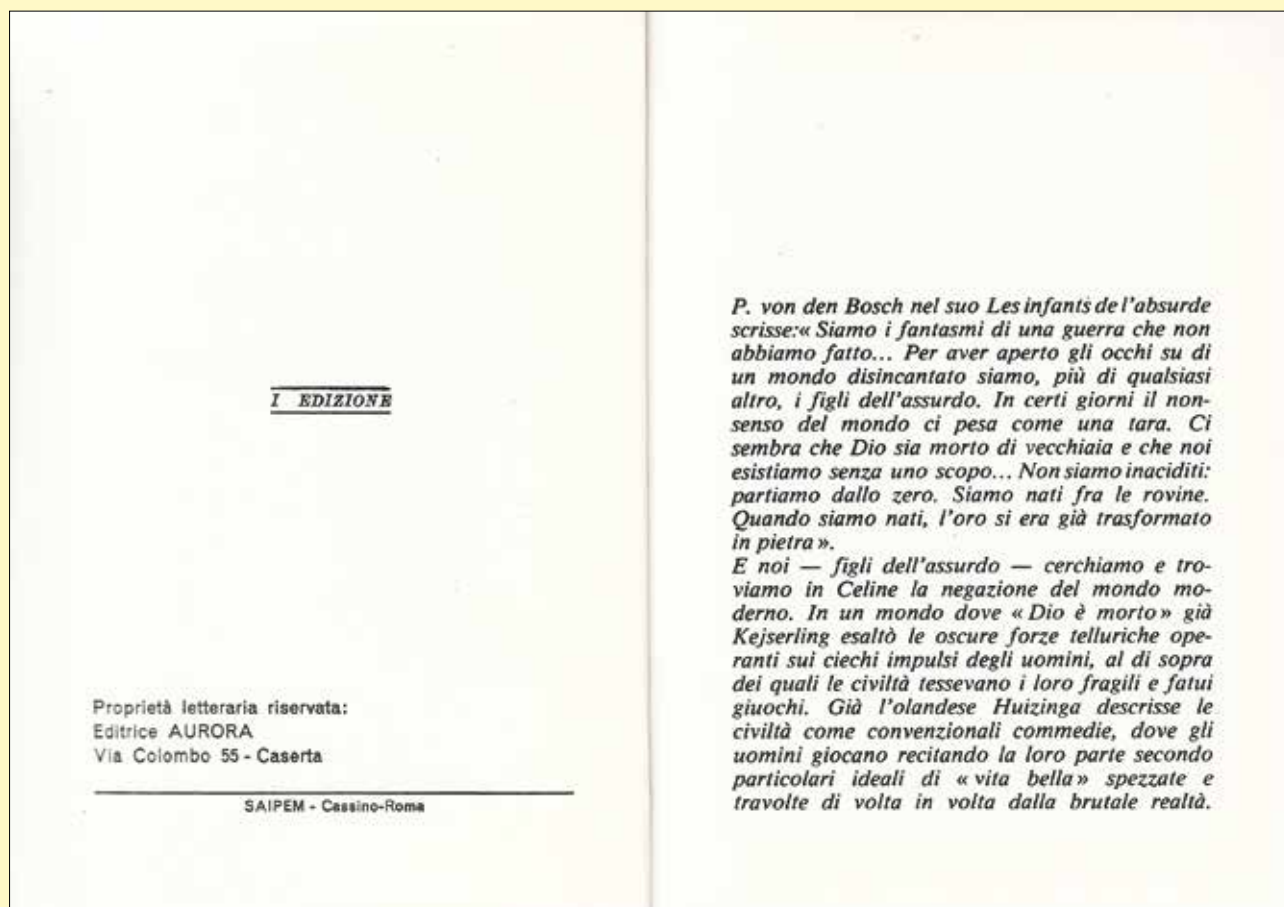 I EDIZIONE
Proprietà letteraria riservata:
Editrice AURORA
Via Colombo 55 - Caserta
SAIPEM - Cassino-Roma
P. von den Bosch nel suo Les infants de l'absurde
scrisse:« Siamo i fantasmi di una guerra che non
abbiamo fatto... Per aver aperto gli occhi su di
un mondo disincantato siamo, più di qualsiasi
altro, i figli dell'assurdo. In certi giorni il non-
senso del mondo ci pesa come una tara. Ci
sembra che Dio sia morto di vecchiaia e che noi
esistiamo senza uno scopo... Non siamo inaciditi:
partiamo dallo zero. Siamo nati fra le rovine.
Quando siamo nati, l'oro si era già trasformato
in pietra ».
E noi — figli dell'assurdo — cerchiamo e tro-
viamo in Celine la negazione del mondo mo-
derno. In un mondo dove « Dio è morto » già
Kejserling esaltò le oscure forze telluriche ope-
ranti sui ciechi impulsi degli uomini, al di sopra
dei quali le civiltà tessevano i loro fragili e fatui
giuochi. Già l'olandese Huizinga descrisse le
civiltà come convenzionali commedie, dove gli
uomini giocano recitando la loro parte secondo
particolari ideali di « vita bella » spezzate e
travolte di volta in volta dalla brutale realtà.